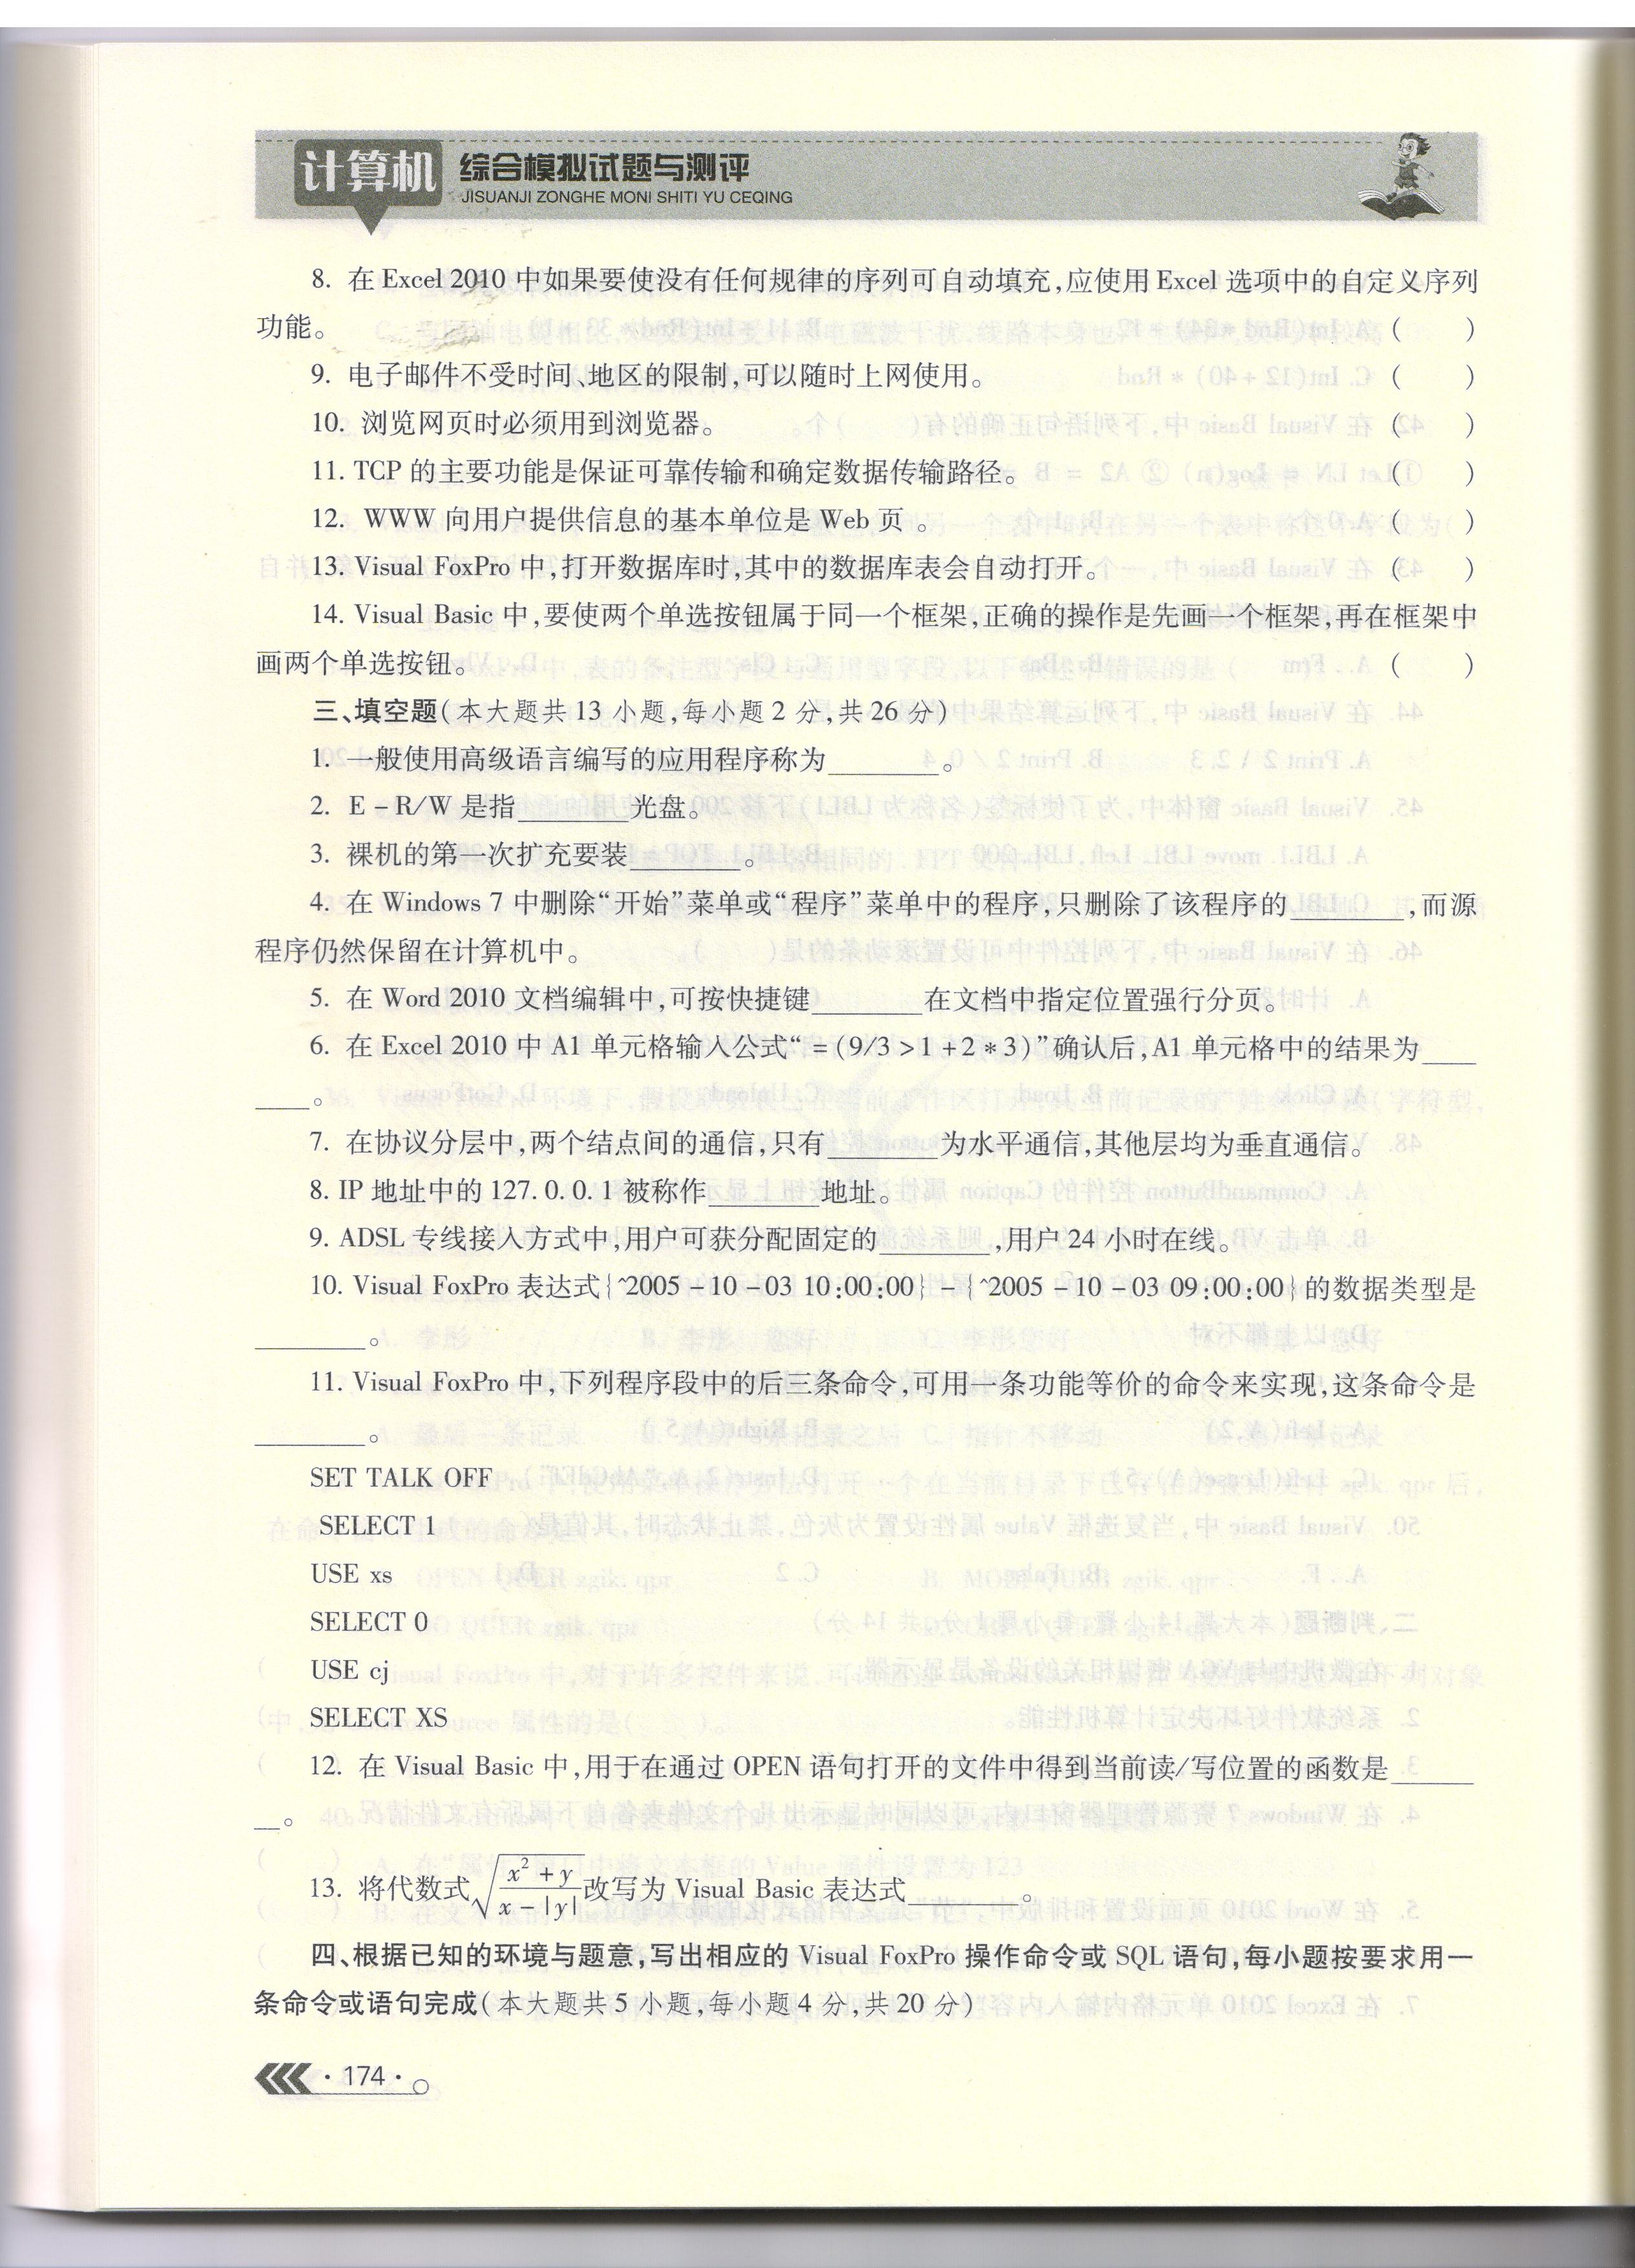 计算机 综合模拟试题与测评
JISUANJI ZONGHE MONI SHITI YU CEQING
8. 在 Excel 2010 中如果要使没有任何规律的序列可自动填充,应使用 Excel 选项中的自定义序列
功能。 (  )
9. 电子邮件不受时间、地区的限制,可以随时上网使用。 (  )
10. 浏览网页时必须用到浏览器。 (  )
11. TCP 的主要功能是保证可靠传输和确定数据传输路径。 (  )
12. WWW 向用户提供信息的基本单位是 Web 页 。 (  )
13. Visual FoxPro 中,打开数据库时,其中的数据库表会自动打开。 (  )
14. Visual Basic 中,要使两个单选按钮属于同一个框架,正确的操作是先画一个框架,再在框架中
画两个单选按钮。 (  )
三、填空题(本大题共 13 小题,每小题 2 分,共 26 分)
1. 一般使用高级语言编写的应用程序称为________。
2. E-R/W 是指________光盘。
3. 裸机的第一次扩充要装________。
4. 在 Windows 7 中删除“开始”菜单或“程序”菜单中的程序,只删除了该程序的________,而源
程序仍然保留在计算机中。
5. 在 Word 2010 文档编辑中,可按快捷键________在文档中指定位置强行分页。
6. 在 Excel 2010 中 A1 单元格输入公式“=(9/3>1+2*3)”确认后,A1 单元格中的结果为____
____。
7. 在协议分层中,两个结点间的通信,只有________为水平通信,其他层均为垂直通信。
8. IP 地址中的 127.0.0.1 被称作________地址。
9. ADSL 专线接入方式中,用户可获分配固定的________,用户 24 小时在线。
10. Visual FoxPro 表达式{^2005-10-03 10:00:00}-{^2005-10-03 09:00:00}的数据类型是
________。
11. Visual FoxPro 中,下列程序段中的后三条命令,可用一条功能等价的命令来实现,这条命令是
________。
SET TALK OFF
SELECT 1
USE xs
SELECT 0
USE cj
SELECT XS
12. 在 Visual Basic 中,用于在通过 OPEN 语句打开的文件中得到当前读/写位置的函数是______
__。
13. 将代数式√((x²+y)/(x-|y|))改写为 Visual Basic 表达式________。
四、根据已知的环境与题意,写出相应的 Visual FoxPro 操作命令或 SQL 语句,每小题按要求用一
条命令或语句完成(本大题共 5 小题,每小题 4 分,共 20 分)
· 174 ·